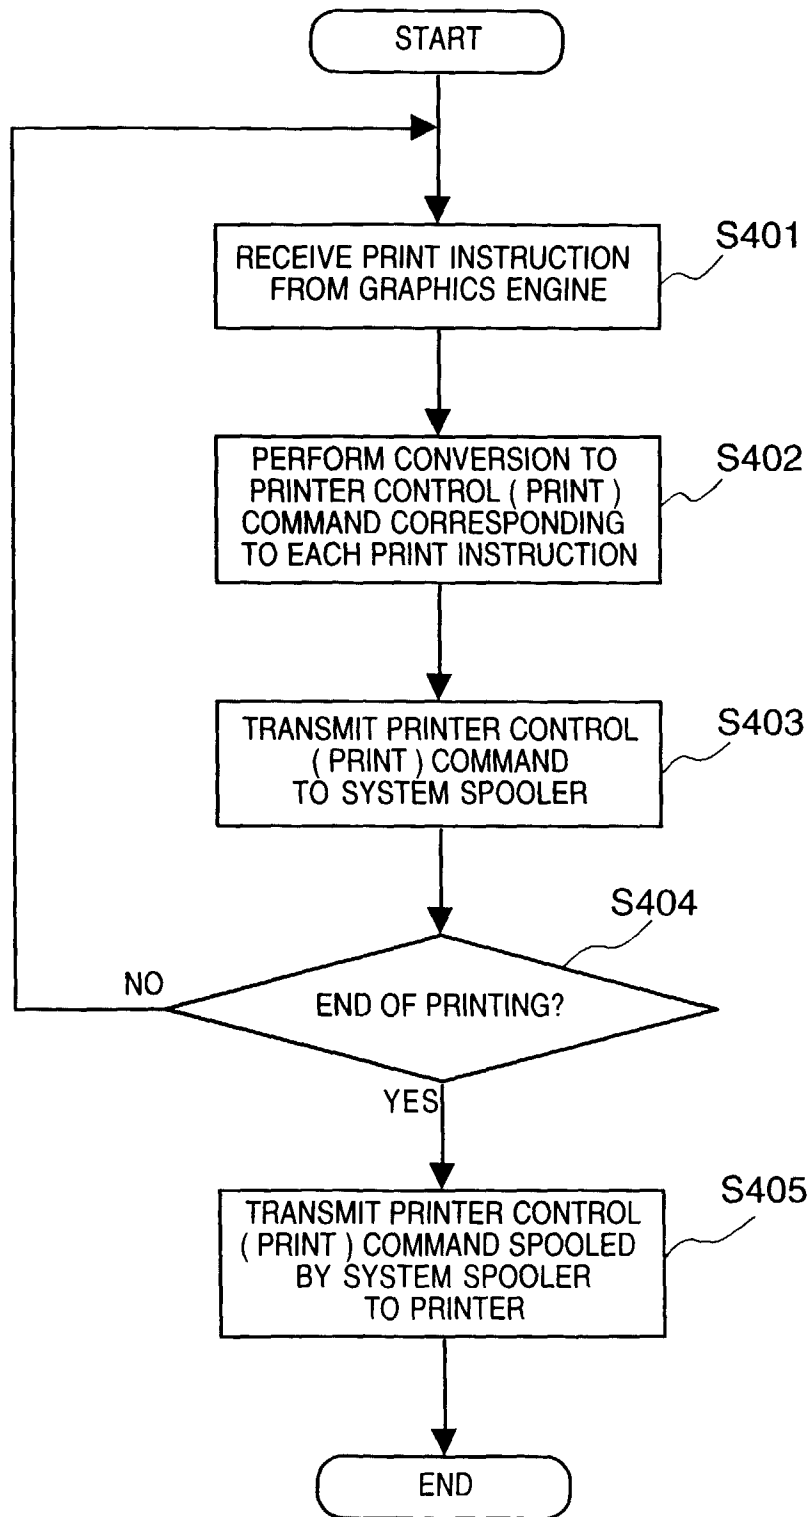 START
S401
RECEIVE PRINT INSTRUCTION
FROM GRAPHICS ENGINE
S402
PERFORM CONVERSION TO
PRINTER CONTROL ( PRINT )
COMMAND CORRESPONDING
TO EACH PRINT INSTRUCTION
S403
TRANSMIT PRINTER CONTROL
( PRINT ) COMMAND
TO SYSTEM SPOOLER
S404
NO
END OF PRINTING?
YES
S405
TRANSMIT PRINTER CONTROL
( PRINT ) COMMAND SPOOLED
BY SYSTEM SPOOLER
TO PRINTER
END